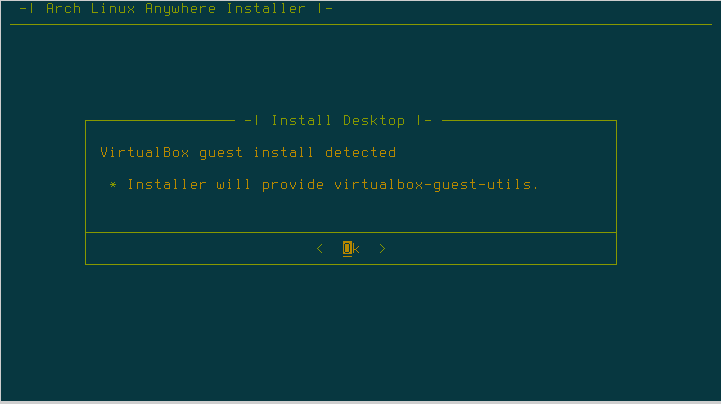 -| Arch Linux Anywhere Installer |-
-| Install Desktop |-
VirtualBox guest install detected
* Installer will provide virtualbox-guest-utils.
< Ok >